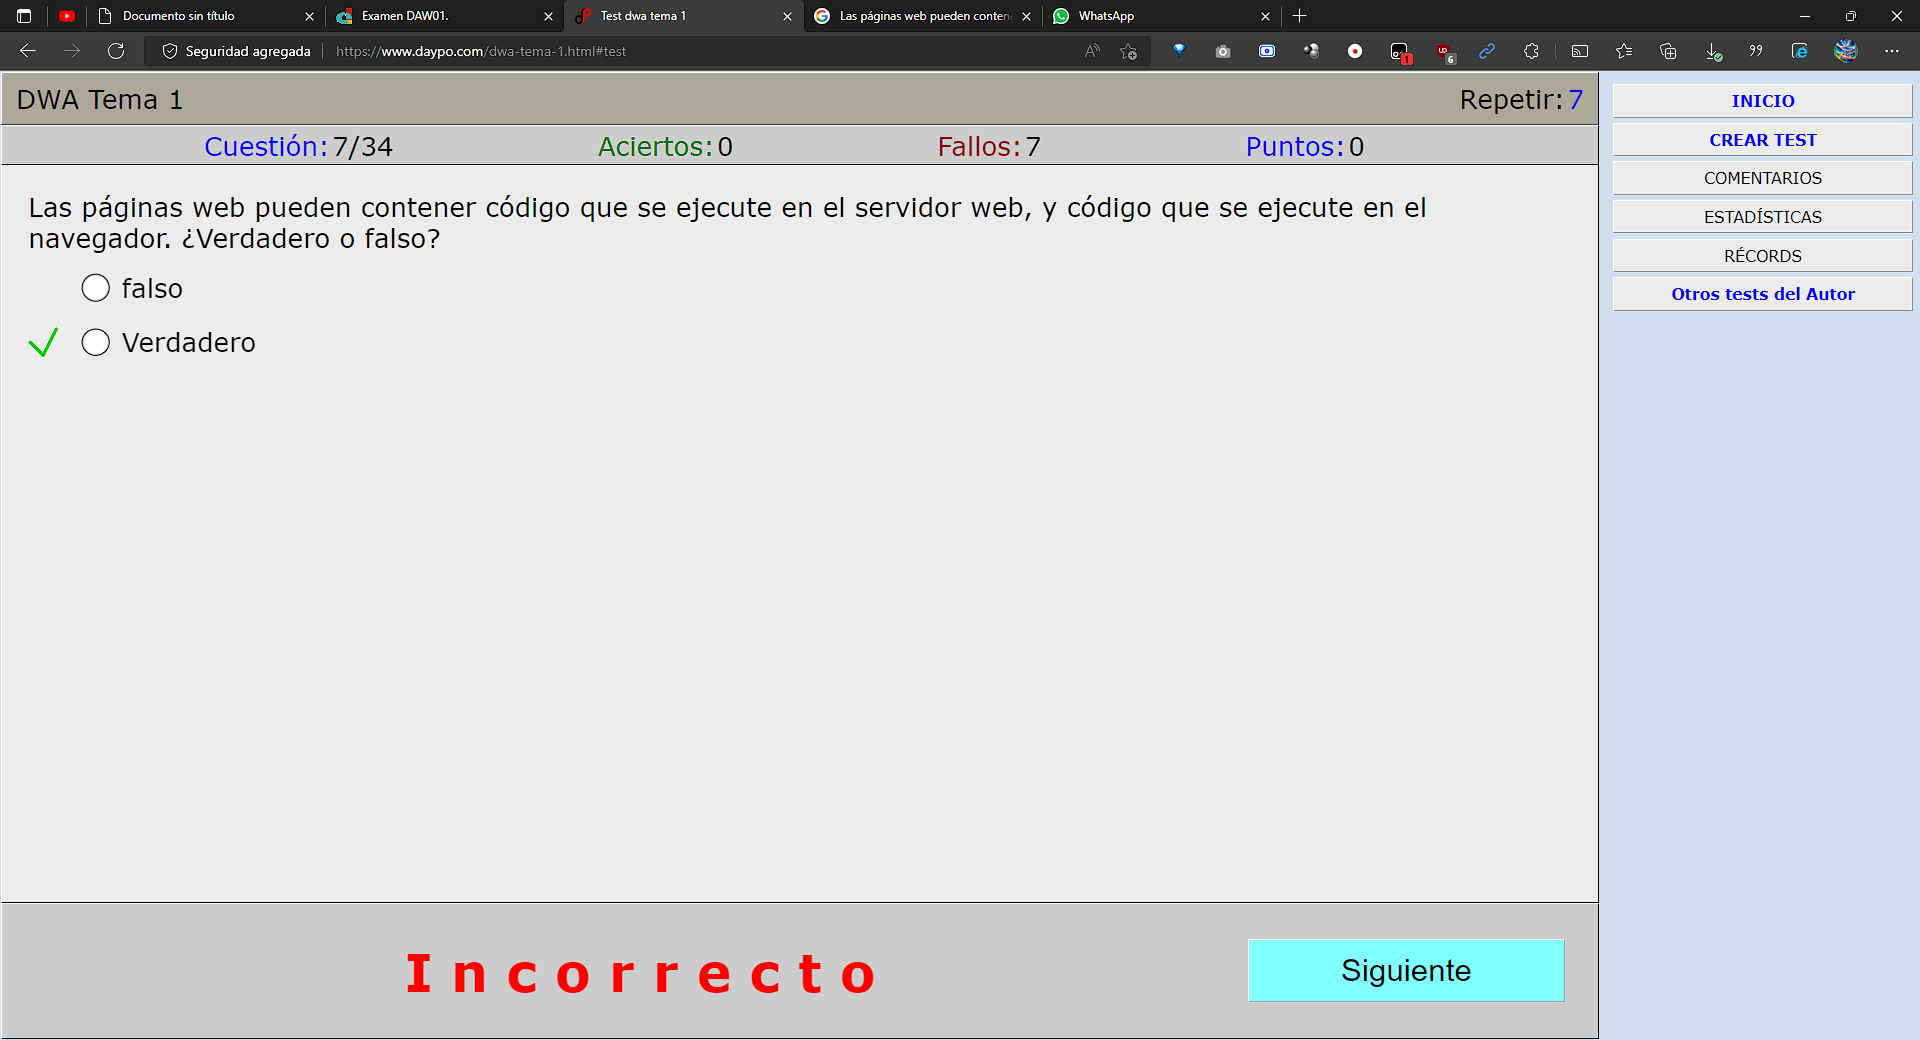 Documento sin título
Examen DAW01.
Test dwa tema 1
Las páginas web pueden conten
WhatsApp
Seguridad agregada
https://www.daypo.com/dwa-tema-1.html#test
1
6
DWA Tema 1
Repetir: 7
Cuestión: 7/34
Aciertos: 0
Fallos: 7
Puntos: 0
Las páginas web pueden contener código que se ejecute en el servidor web, y código que se ejecute en el
navegador. ¿Verdadero o falso?
falso
Verdadero
Incorrecto
Siguiente
INICIO
CREAR TEST
COMENTARIOS
ESTADÍSTICAS
RÉCORDS
Otros tests del Autor